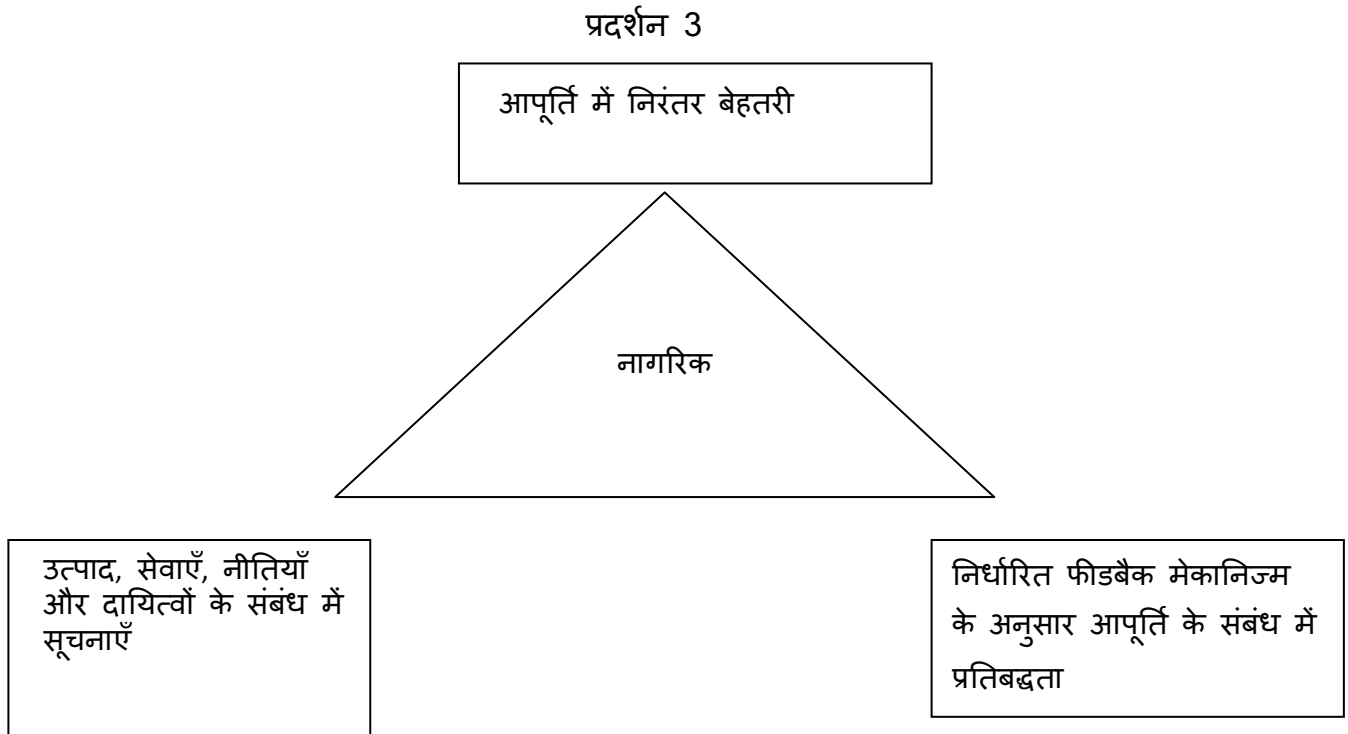 प्रदर्शन 3
आपूर्ति में निरंतर बेहतरी
नागरिक
उत्पाद, सेवाएँ, नीतियाँ
और दायित्वों के संबंध में
सूचनाएँ
निर्धारित फीडबैक मेकानिज्म
के अनुसार आपूर्ति के संबंध में
प्रतिबद्धता